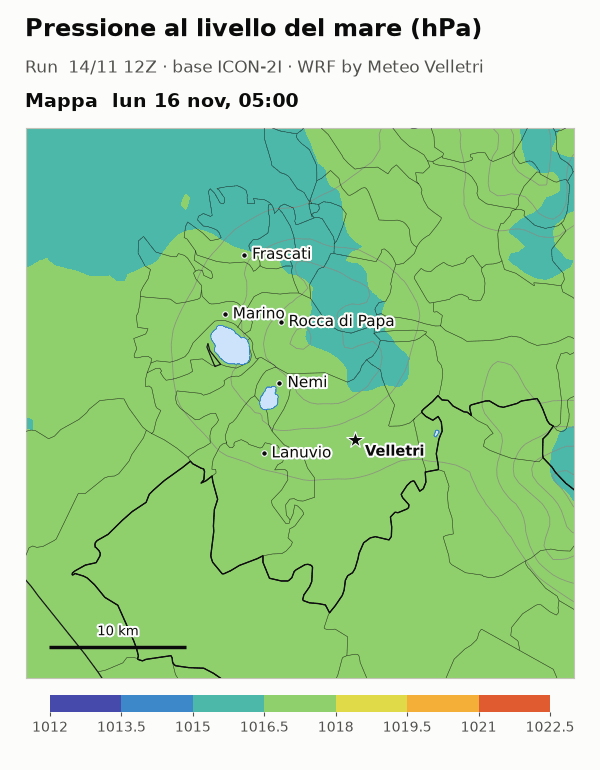 Pressione al livello del mare (hPa)
Run  14/11 12Z · base ICON-2I · WRF by Meteo Velletri
Mappa  lun 16 nov, 05:00
Frascati
Marino
Rocca di Papa
Nemi
Velletri
Lanuvio
10 km
1012 1013.5 1015 1016.5 1018 1019.5 1021 1022.5